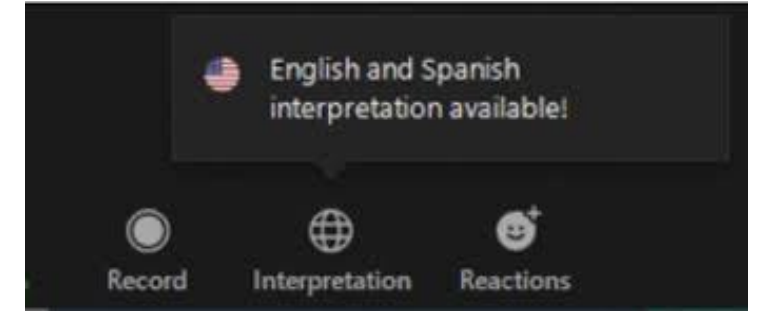 English and Spanish
interpretation available!
Record
Interpretation
Reactions